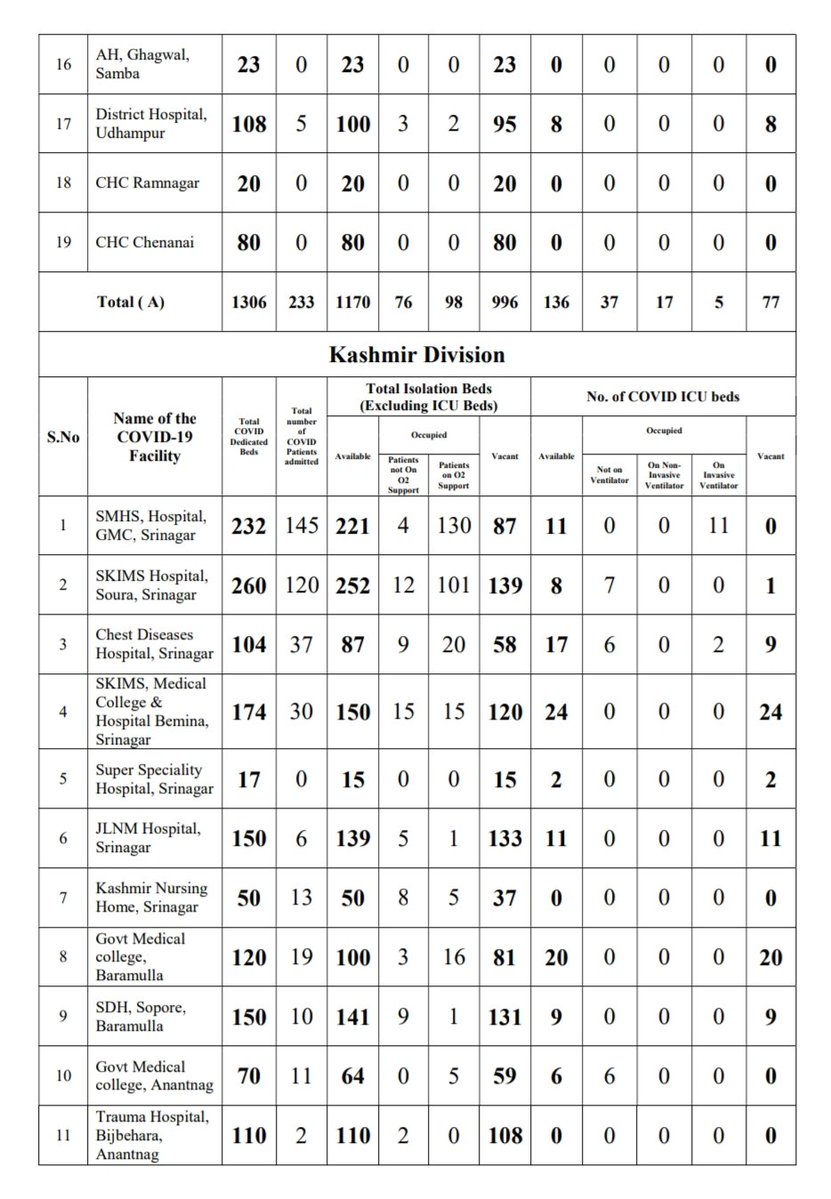 16 AH, Ghagwal, Samba 23 0 23 0 0 23 0 0 0 0 0
17 District Hospital, Udhampur 108 5 100 3 2 95 8 0 0 0 8
18 CHC Ramnagar 20 0 20 0 0 20 0 0 0 0 0
19 CHC Chenanai 80 0 80 0 0 80 0 0 0 0 0
Total ( A) 1306 233 1170 76 98 996 136 37 17 5 77
Kashmir Division
S.No Name of the COVID-19 Facility Total COVID Dedicated Beds Total number of COVID Patients admitted Total Isolation Beds (Excluding ICU Beds) No. of COVID ICU beds
Available Occupied Vacant Available Occupied Vacant
Patients not On O2 Support Patients on O2 Support Not on Ventilator On Non-Invasive Ventilator On Invasive Ventilator
1 SMHS, Hospital, GMC, Srinagar 232 145 221 4 130 87 11 0 0 11 0
2 SKIMS Hospital, Soura, Srinagar 260 120 252 12 101 139 8 7 0 0 1
3 Chest Diseases Hospital, Srinagar 104 37 87 9 20 58 17 6 0 2 9
4 SKIMS, Medical College & Hospital Bemina, Srinagar 174 30 150 15 15 120 24 0 0 0 24
5 Super Speciality Hospital, Srinagar 17 0 15 0 0 15 2 0 0 0 2
6 JLNM Hospital, Srinagar 150 6 139 5 1 133 11 0 0 0 11
7 Kashmir Nursing Home, Srinagar 50 13 50 8 5 37 0 0 0 0 0
8 Govt Medical college, Baramulla 120 19 100 3 16 81 20 0 0 0 20
9 SDH, Sopore, Baramulla 150 10 141 9 1 131 9 0 0 0 9
10 Govt Medical college, Anantnag 70 11 64 0 5 59 6 6 0 0 0
11 Trauma Hospital, Bijbehara, Anantnag 110 2 110 2 0 108 0 0 0 0 0